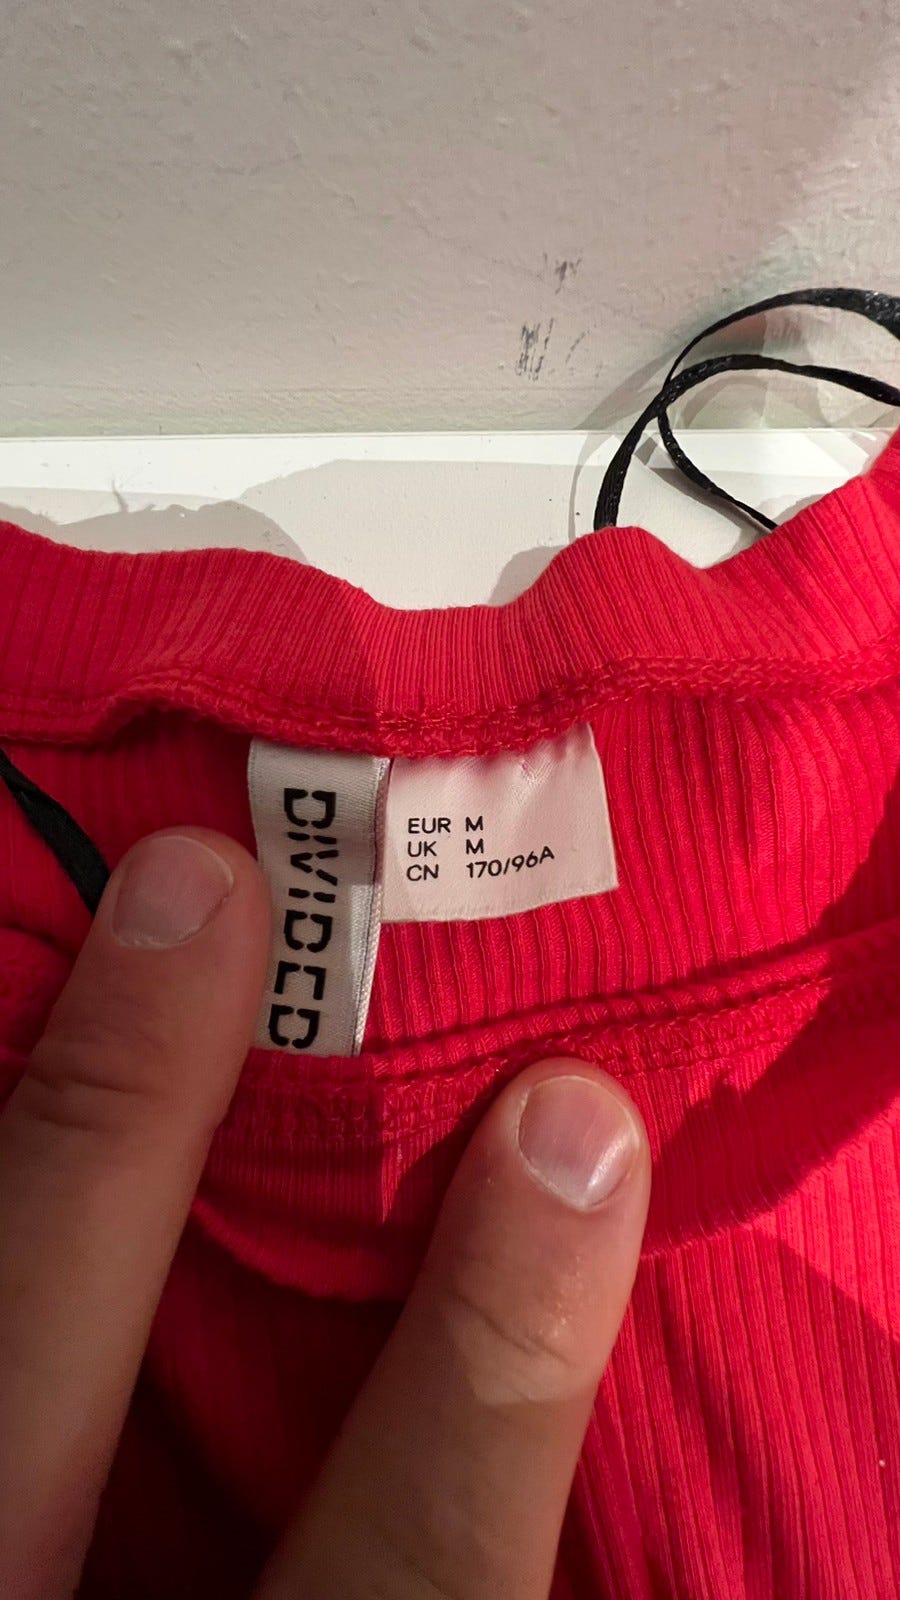 DIVIDED
EUR M
UK M
CN 170/96A